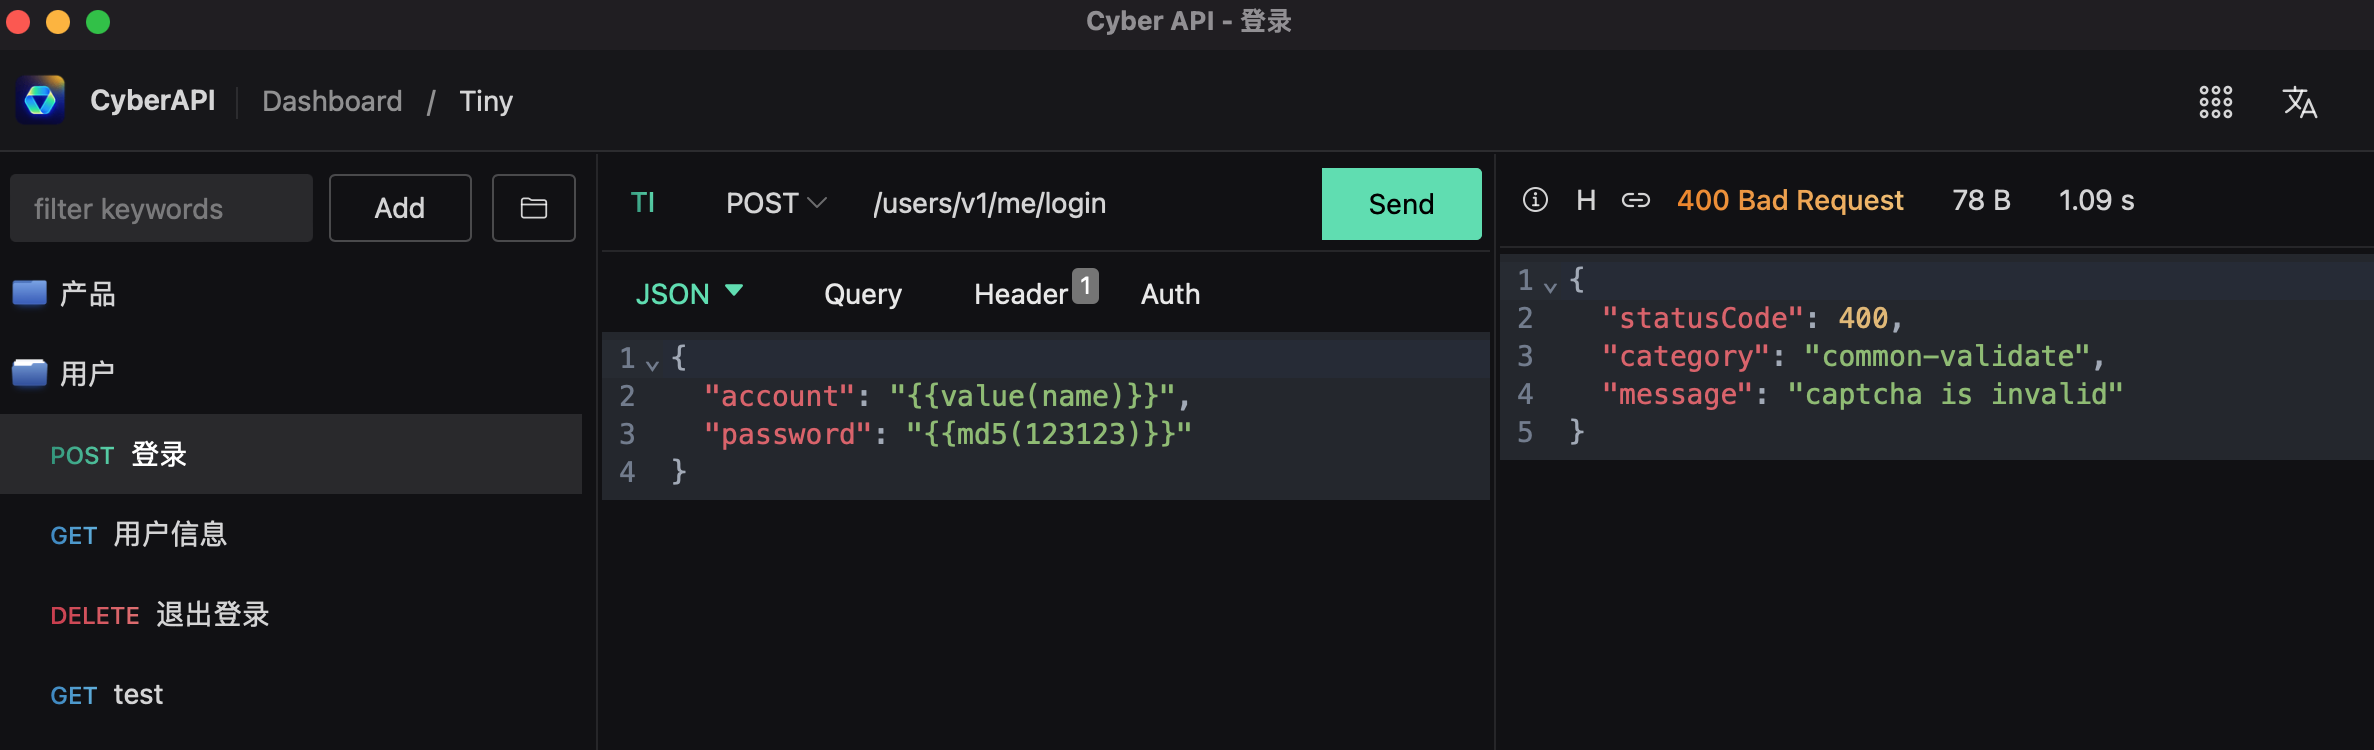 Cyber API - 登录
CyberAPI
Dashboard / Tiny
filter keywords
Add
产品
用户
POST 登录
GET 用户信息
DELETE 退出登录
GET test
TI POST /users/v1/me/login Send
JSON Query Header 1 Auth
1 {
2 "account": "{{value(name)}}",
3 "password": "{{md5(123123)}}"
4 }
H 400 Bad Request 78 B 1.09 s
1 {
2 "statusCode": 400,
3 "category": "common-validate",
4 "message": "captcha is invalid"
5 }